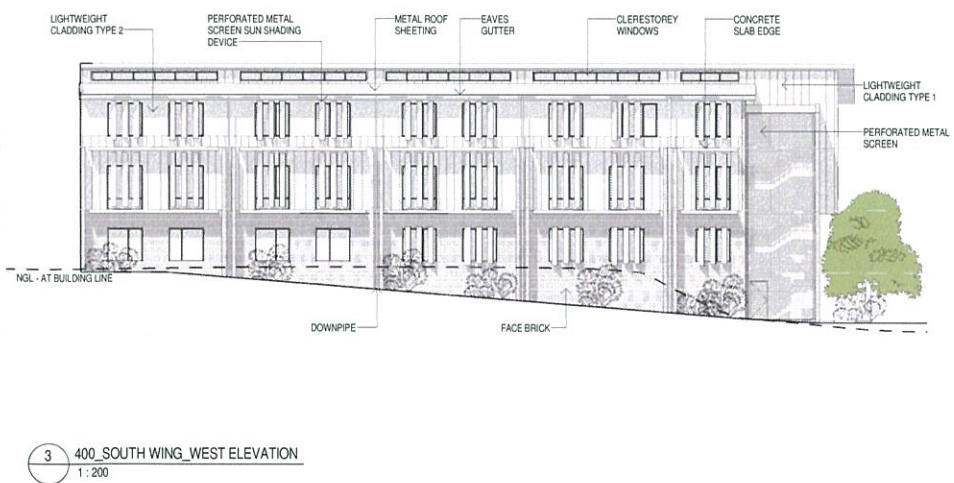 LIGHTWEIGHT
CLADDING TYPE 2
PERFORATED METAL
SCREEN SUN SHADING
DEVICE
METAL ROOF
SHEETING
EAVES
GUTTER
CLERESTOREY
WINDOWS
CONCRETE
SLAB EDGE
LIGHTWEIGHT
CLADDING TYPE 1
PERFORATED METAL
SCREEN
NGL - AT BUILDING LINE
DOWNPIPE
FACE BRICK
3
400_SOUTH WING_WEST ELEVATION
1 : 200